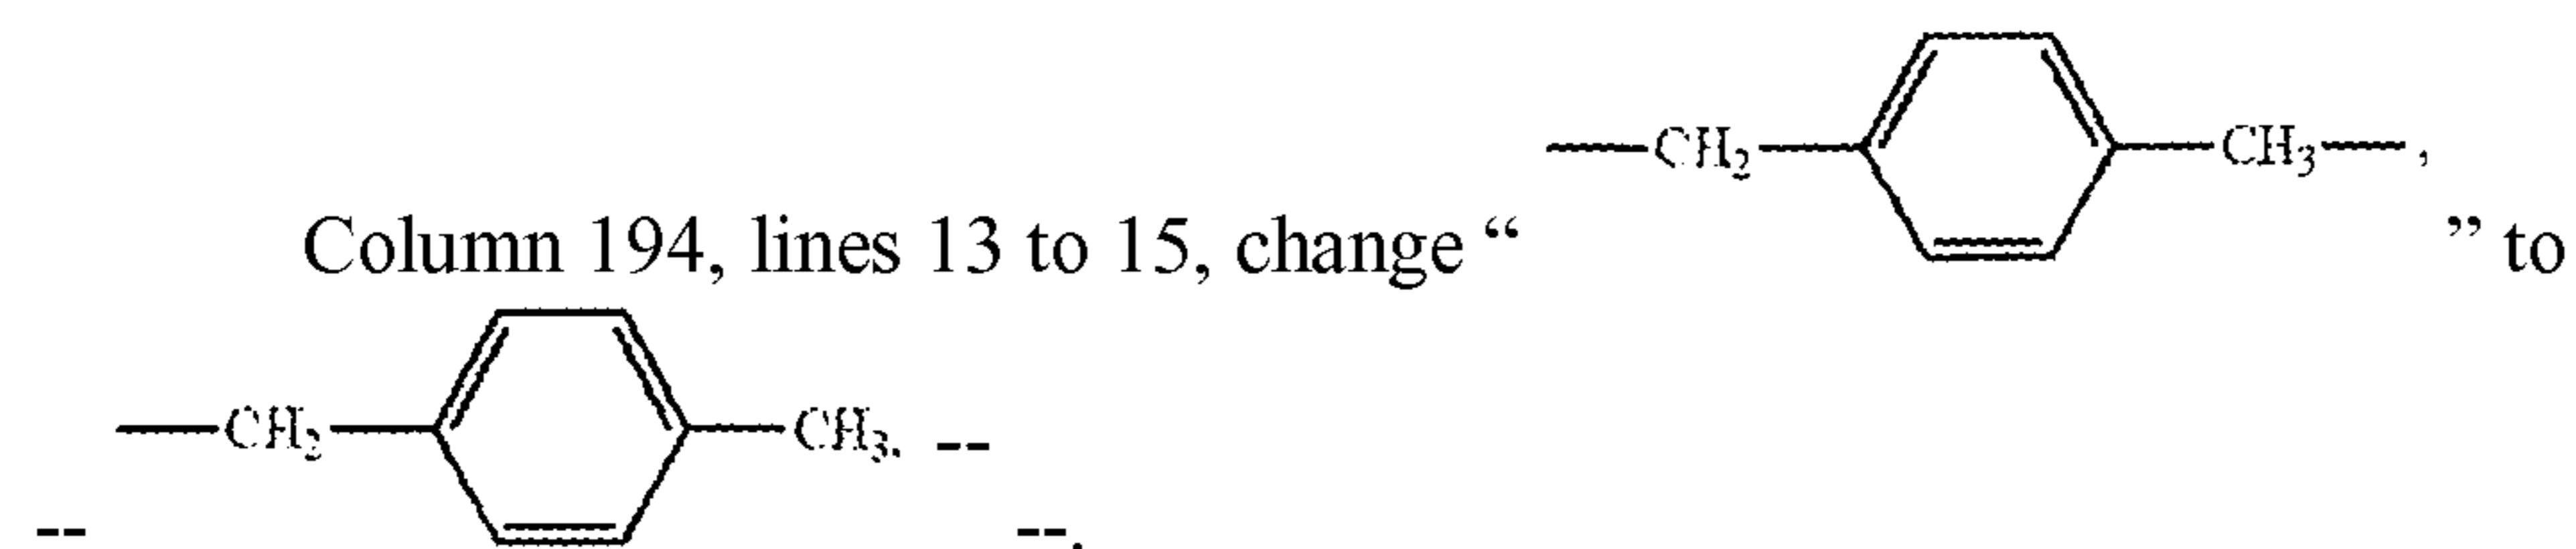 —CH₂— —CH₃—,
Column 194, lines 13 to 15, change “ ” to
—CH₂— —CH₃. --
-- --.